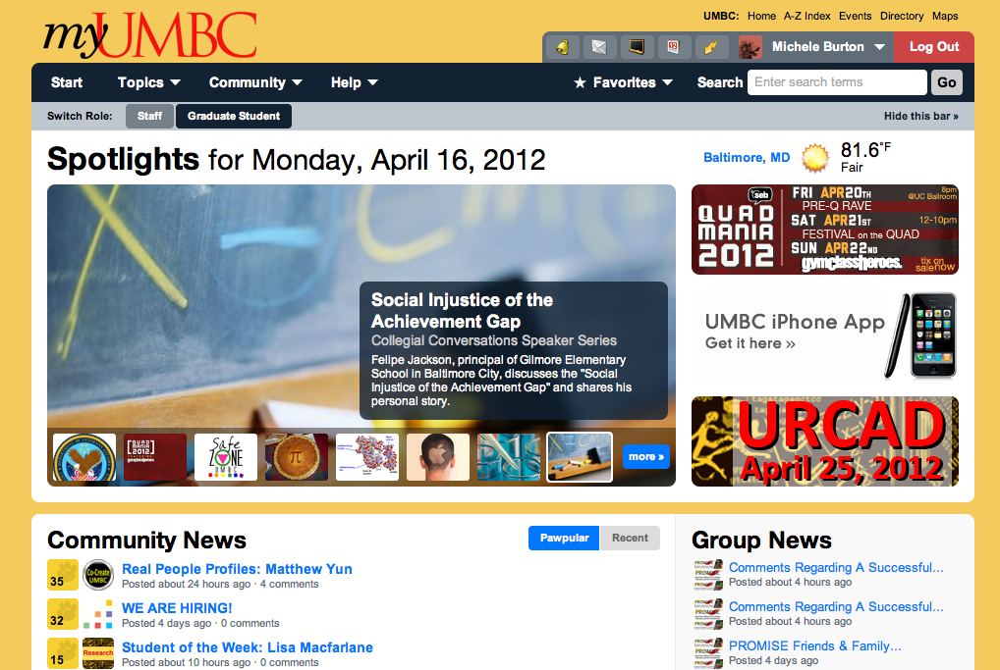 myUMBC
UMBC: Home A-Z Index Events Directory Maps
Michele Burton
Log Out
Start Topics Community Help
Favorites
Search Enter search terms Go
Switch Role: Staff Graduate Student
Hide this bar »
Spotlights for Monday, April 16, 2012
Baltimore, MD
81.6°F
Fair
Social Injustice of the
Achievement Gap
Collegial Conversations Speaker Series
Felipe Jackson, principal of Gilmore Elementary
School in Baltimore City, discusses the "Social
Injustice of the Achievement Gap" and shares his
personal story.
QUAD
MANIA
2012
Safe
ZONE
UMBC
π
more »
seb
QUAD
MANIA
2012
FRI APR20TH
8pm
@UC Ballroom
PRE-Q RAVE
SAT APR21ST
12-10pm
FESTIVAL on the QUAD
SUN APR22ND
gymclassheroes.
tix on
sale now
UMBC iPhone App
Get it here »
URCAD
April 25, 2012
Community News
Pawpular Recent
35
Co-Create
UMBC
Real People Profiles: Matthew Yun
Posted about 24 hours ago · 4 comments
32
WE ARE HIRING!
Posted 4 days ago · 0 comments
15
Research
Student of the Week: Lisa Macfarlane
Posted about 10 hours ago · 0 comments
Group News
PROMISE
Comments Regarding A Successful...
Posted about 4 hours ago
PROMISE
Comments Regarding A Successful...
Posted about 4 hours ago
PROMISE
PROMISE Friends & Family...
Posted 4 days ago